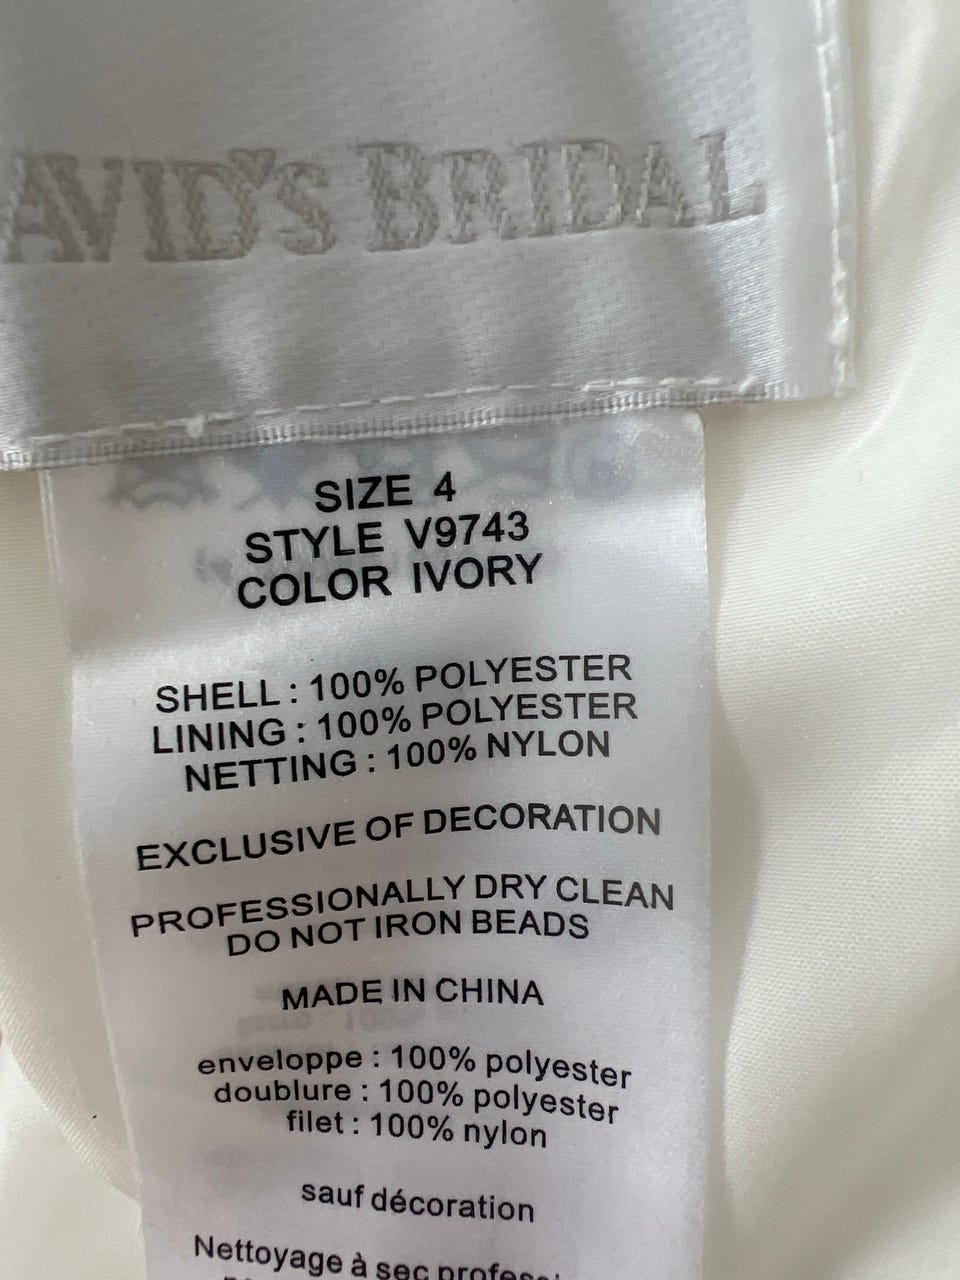 AVID'S BRIDAL
SIZE 4
STYLE V9743
COLOR IVORY
SHELL : 100% POLYESTER
LINING : 100% POLYESTER
NETTING : 100% NYLON
EXCLUSIVE OF DECORATION
PROFESSIONALLY DRY CLEAN
DO NOT IRON BEADS
MADE IN CHINA
enveloppe : 100% polyester
doublure : 100% polyester
filet : 100% nylon
sauf décoration
Nettoyage à sec